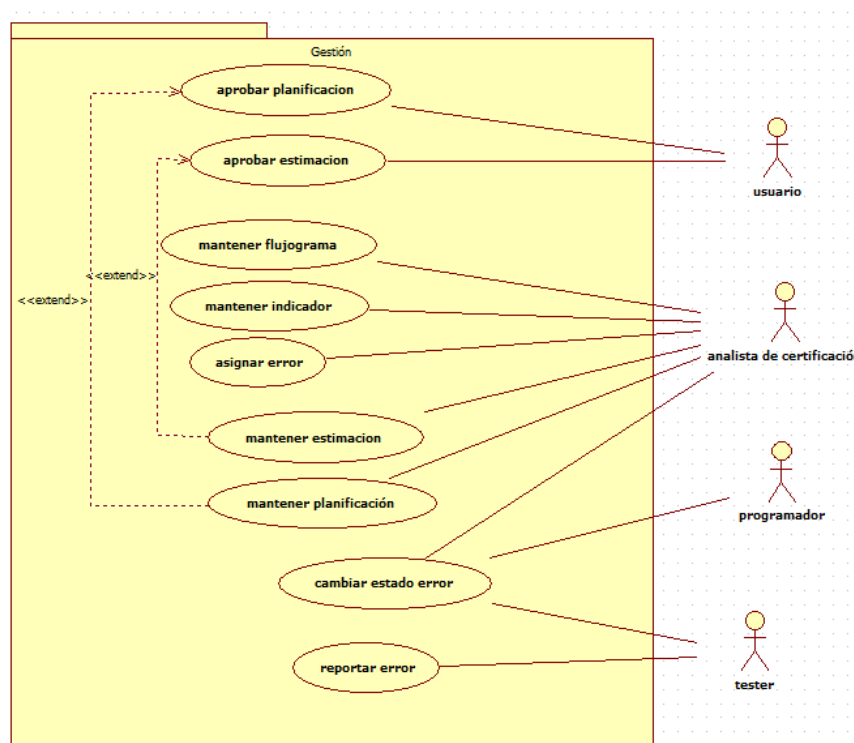 Gestión
aprobar planificacion
aprobar estimacion
usuario
mantener flujograma
<<extend>>
<<extend>>
mantener indicador
analista de certificació
asignar error
mantener estimacion
mantener planificación
programador
cambiar estado error
reportar error
tester